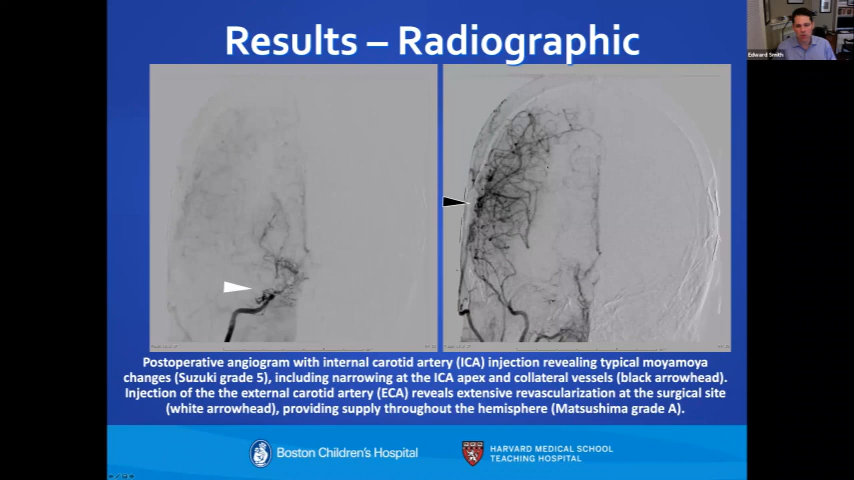 Results – Radiographic
Edward Smith
Postoperative angiogram with internal carotid artery (ICA) injection revealing typical moyamoya
changes (Suzuki grade 5), including narrowing at the ICA apex and collateral vessels (black arrowhead).
Injection of the the external carotid artery (ECA) reveals extensive revascularization at the surgical site
(white arrowhead), providing supply throughout the hemisphere (Matsushima grade A).
Boston Children's Hospital
HARVARD MEDICAL SCHOOL
TEACHING HOSPITAL